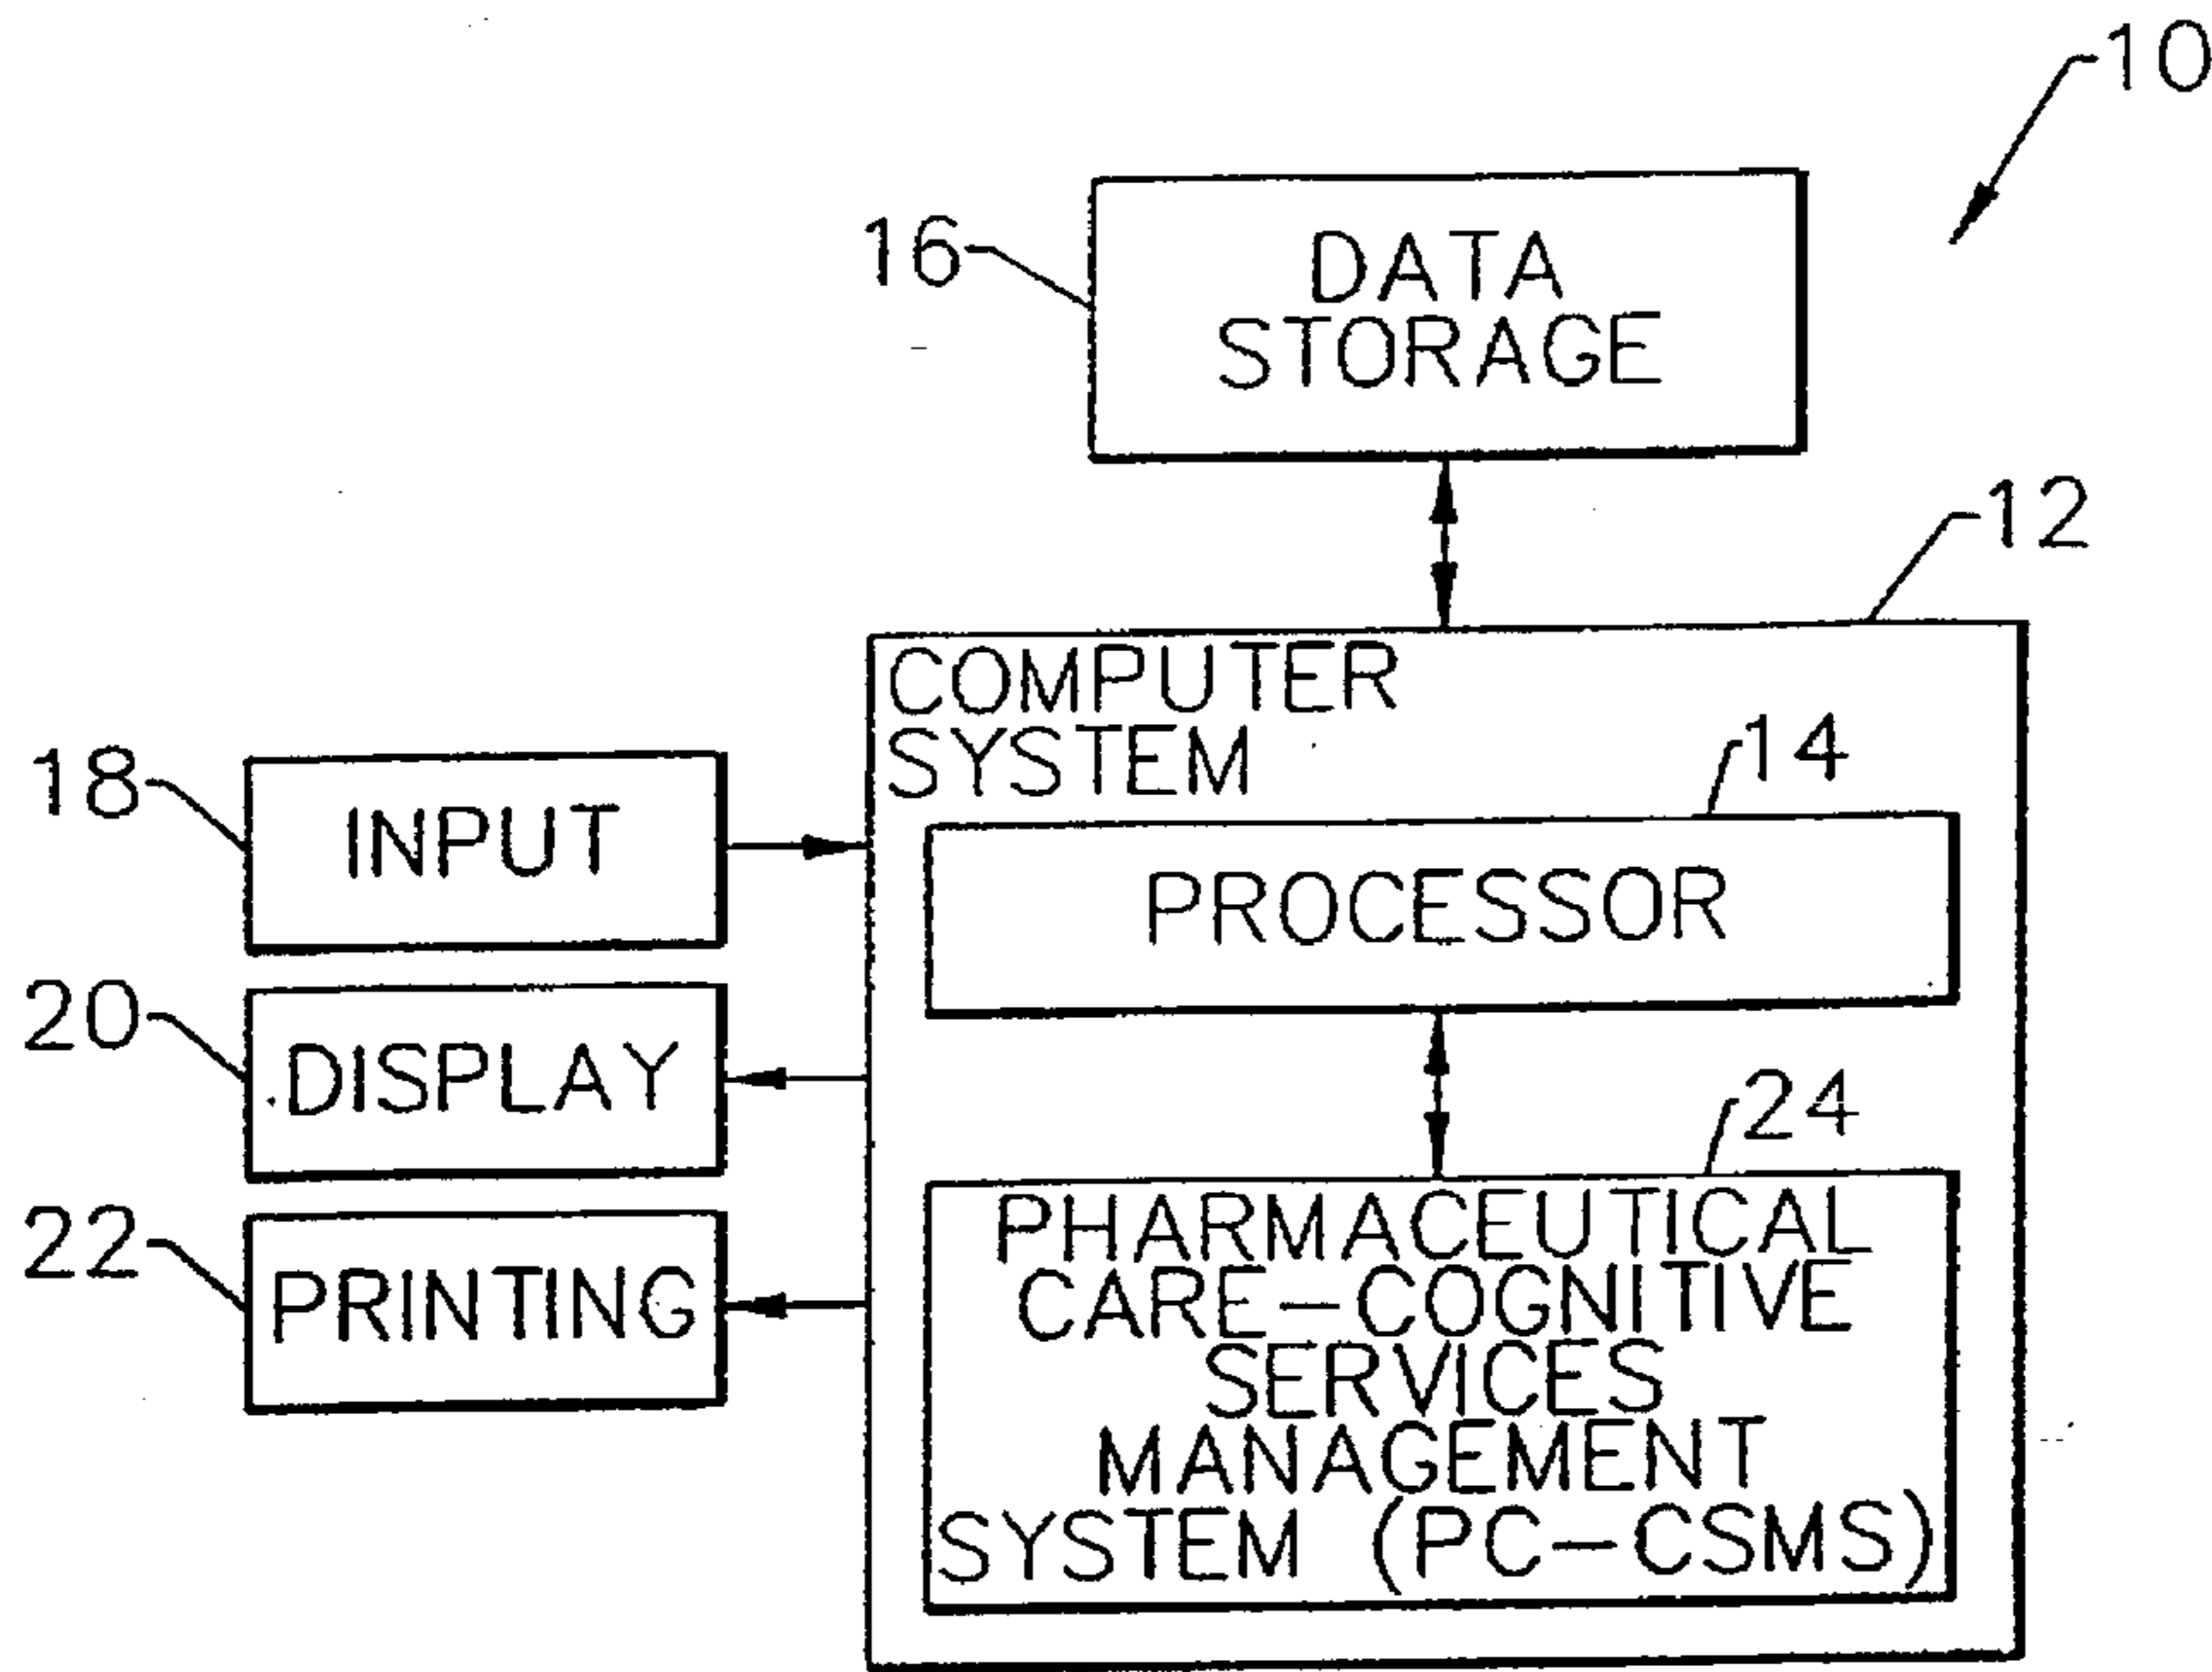 10
16
DATA
STORAGE
12
COMPUTER
SYSTEM
14
18
INPUT
PROCESSOR
20
DISPLAY
24
22
PRINTING
PHARMACEUTICAL
CARE-COGNITIVE
SERVICES
MANAGEMENT
SYSTEM (PC-CSMS)